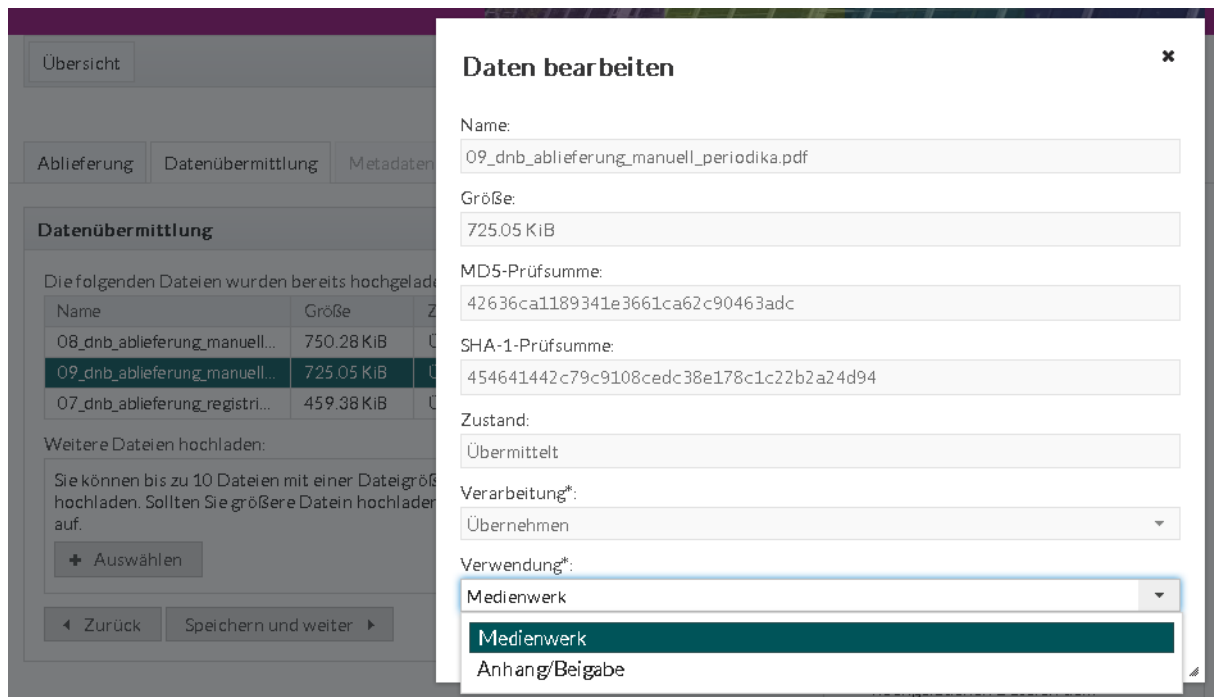 Übersicht
Ablieferung
Datenübermittlung
Metadaten
Datenübermittlung
Die folgenden Dateien wurden bereits hochgelade
Name Größe Z
08_dnb_ablieferung_manuell... 750.28 KiB Ü
09_dnb_ablieferung_manuell... 725.05 KiB Ü
07_dnb_ablieferung_registri... 459.38 KiB Ü
Weitere Dateien hochladen:
Sie können bis zu 10 Dateien mit einer Dateigröß
hochladen. Sollten Sie größere Datein hochladen
auf.
Auswählen
Zurück
Speichern und weiter
Daten bearbeiten
Name:
09_dnb_ablieferung_manuell_periodika.pdf
Größe:
725.05 KiB
MD5-Prüfsumme:
42636ca1189341e3661ca62c90463adc
SHA-1-Prüfsumme:
454641442c79c9108cedc38e178c1c22b2a24d94
Zustand:
Übermittelt
Verarbeitung*:
Übernehmen
Verwendung*:
Medienwerk
Medienwerk
Anhang/Beigabe